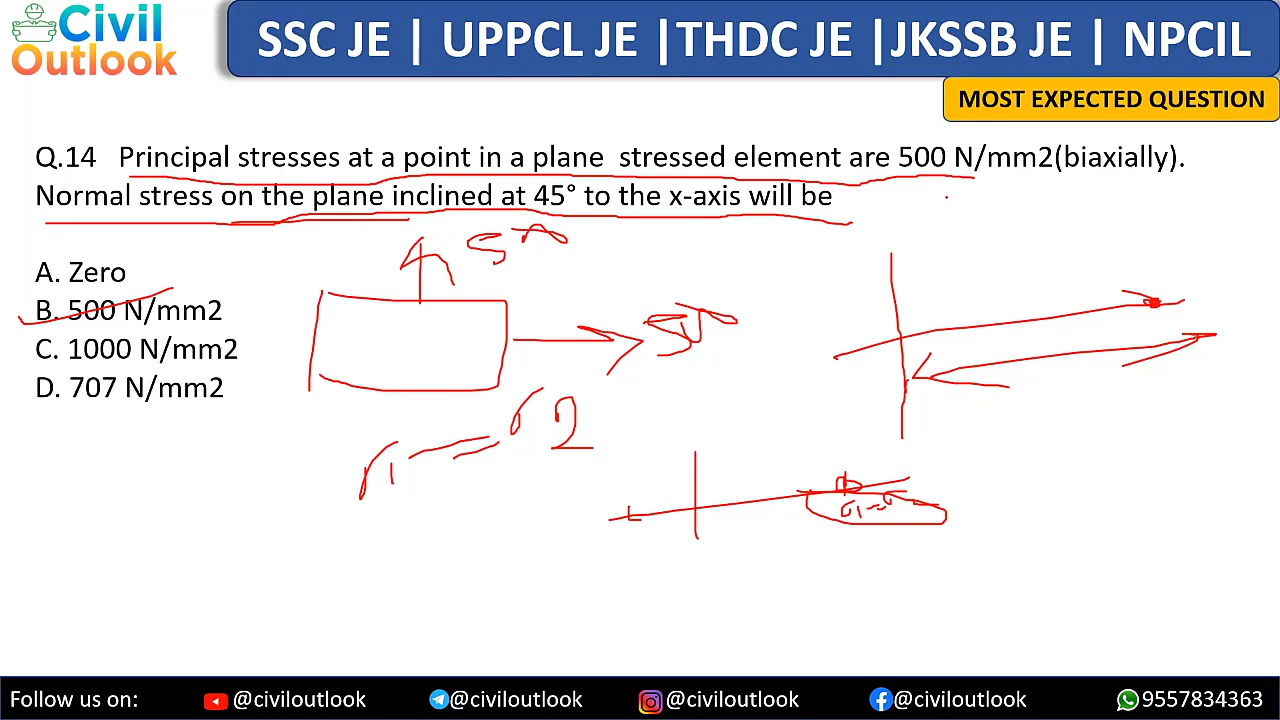 Civil
Outlook
SSC JE | UPPCL JE |THDC JE |JKSSB JE | NPCIL
MOST EXPECTED QUESTION
Q.14 Principal stresses at a point in a plane stressed element are 500 N/mm2(biaxially).
Normal stress on the plane inclined at 45° to the x-axis will be
A. Zero
B. 500 N/mm2
C. 1000 N/mm2
D. 707 N/mm2
σ1 = σ2
Follow us on: @civiloutlook @civiloutlook @civiloutlook @civiloutlook 9557834363